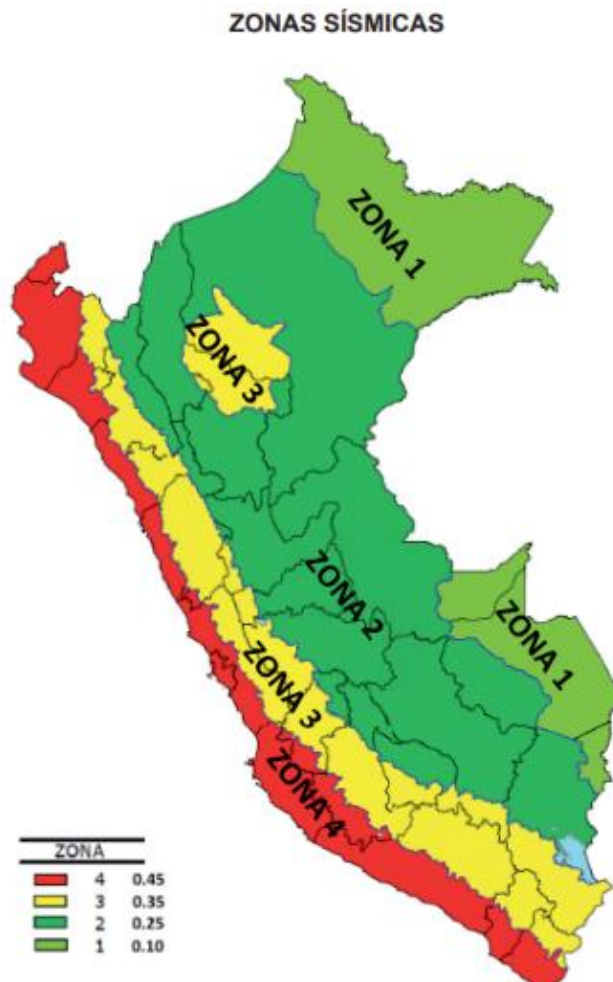 ZONAS SÍSMICAS
ZONA 1
ZONA 3
ZONA 2
ZONA 1
ZONA 3
ZONA 4
ZONA
4 0.45
3 0.35
2 0.25
1 0.10